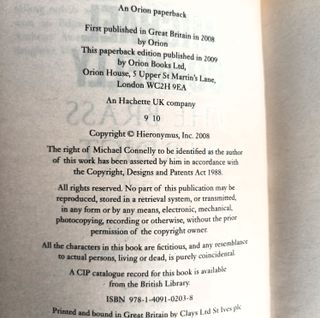 An Orion paperback
First published in Great Britain in 2008
by Orion
This paperback edition published in 2009
by Orion Books Ltd,
Orion House, 5 Upper St Martin's Lane,
London WC2H 9EA
An Hachette UK company
9 10
Copyright © Hieronymus, Inc. 2008
The right of Michael Connelly to be identified as the author
of this work has been asserted by him in accordance with
the Copyright, Designs and Patents Act 1988.
All rights reserved. No part of this publication may be
reproduced, stored in a retrieval system, or transmitted,
in any form or by any means, electronic, mechanical,
photocopying, recording or otherwise, without the prior
permission of the copyright owner.
All the characters in this book are fictitious, and any resemblance
to actual persons, living or dead, is purely coincidental.
A CIP catalogue record for this book is available
from the British Library.
ISBN 978-1-4091-0203-8
Printed and bound in Great Britain by Clays Ltd St Ives plc